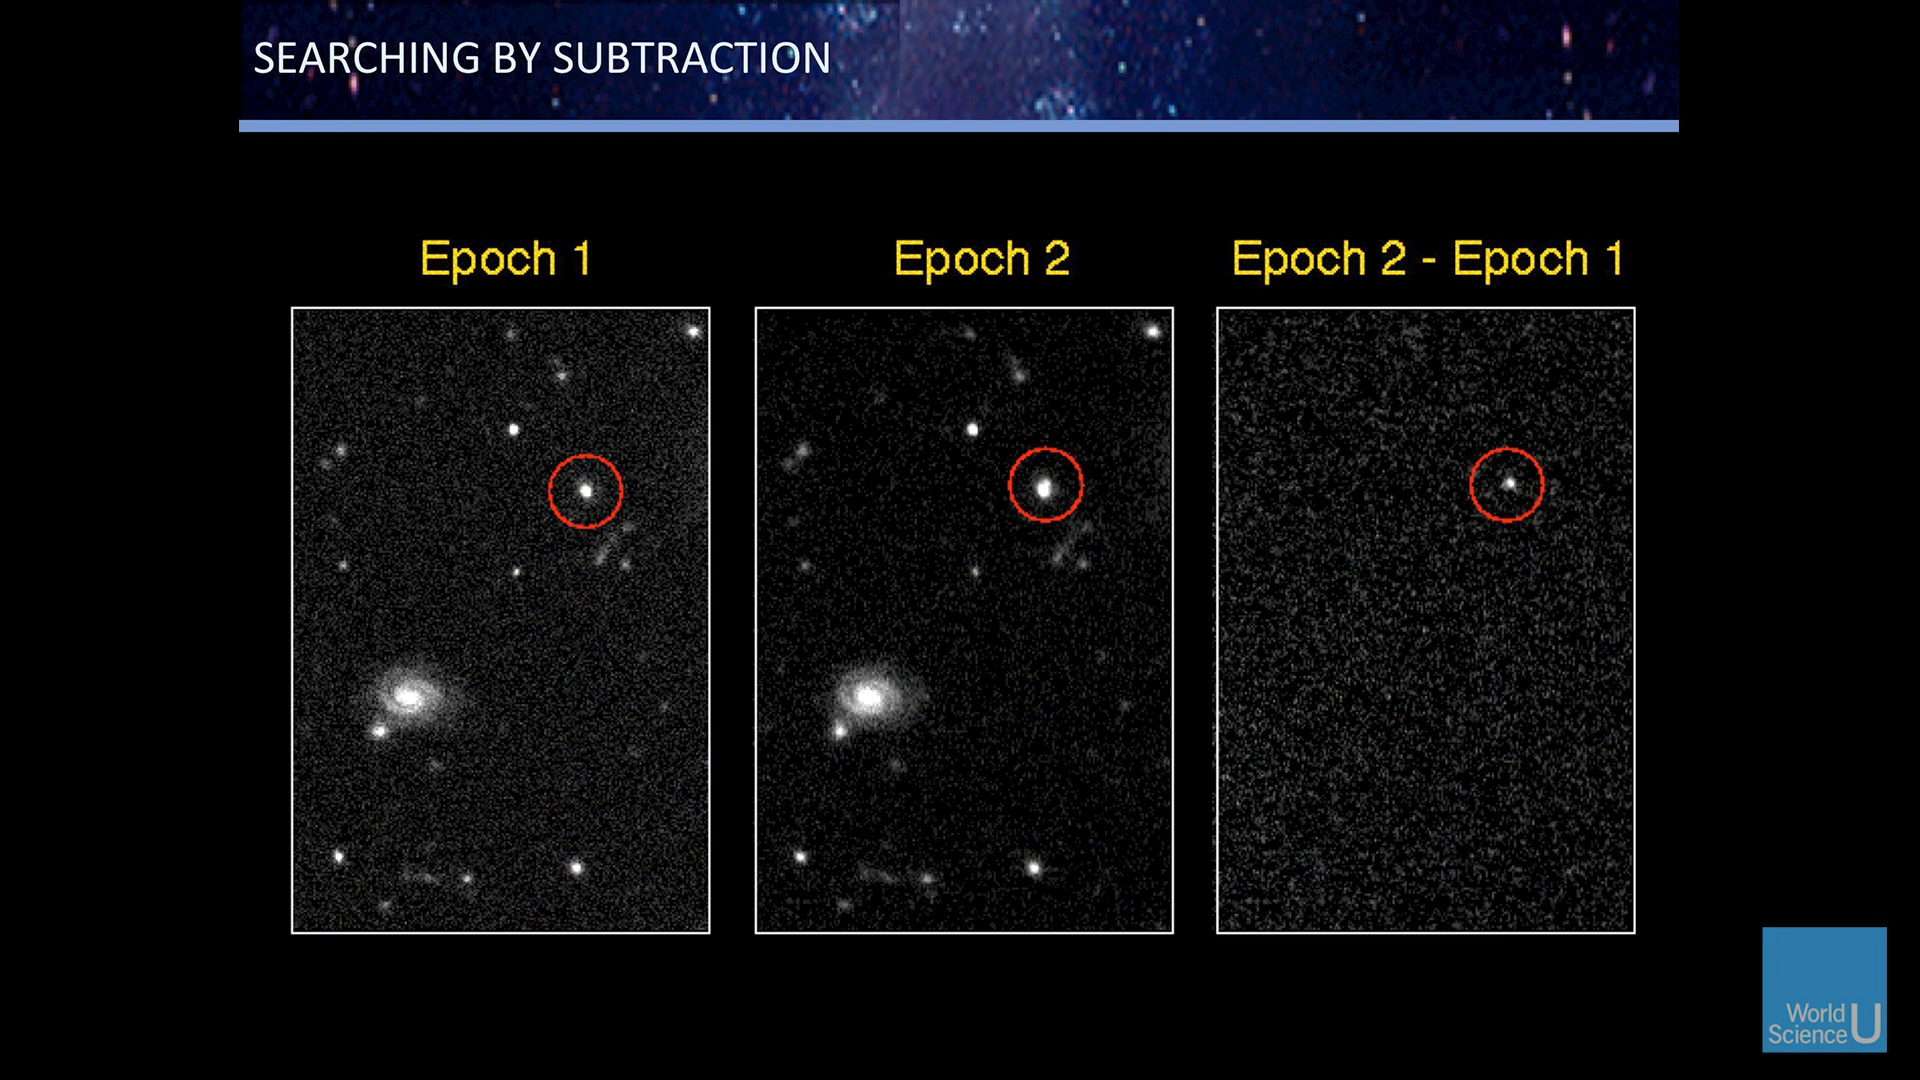 SEARCHING BY SUBTRACTION
Epoch 1
Epoch 2
Epoch 2 - Epoch 1
World
Science U